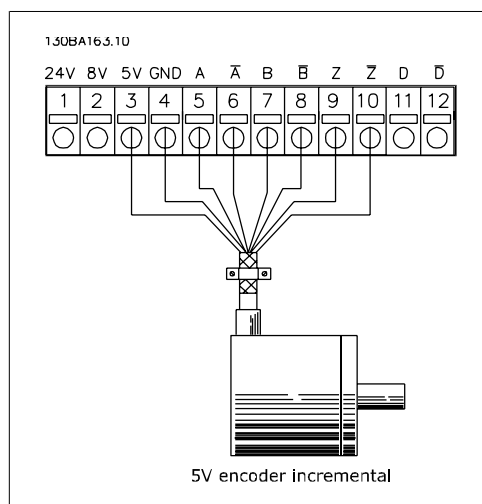 130BA163.10
24V 8V 5V GND A A̅ B B̅ Z Z̅ D D̅
1 2 3 4 5 6 7 8 9 10 11 12
5V encoder incremental